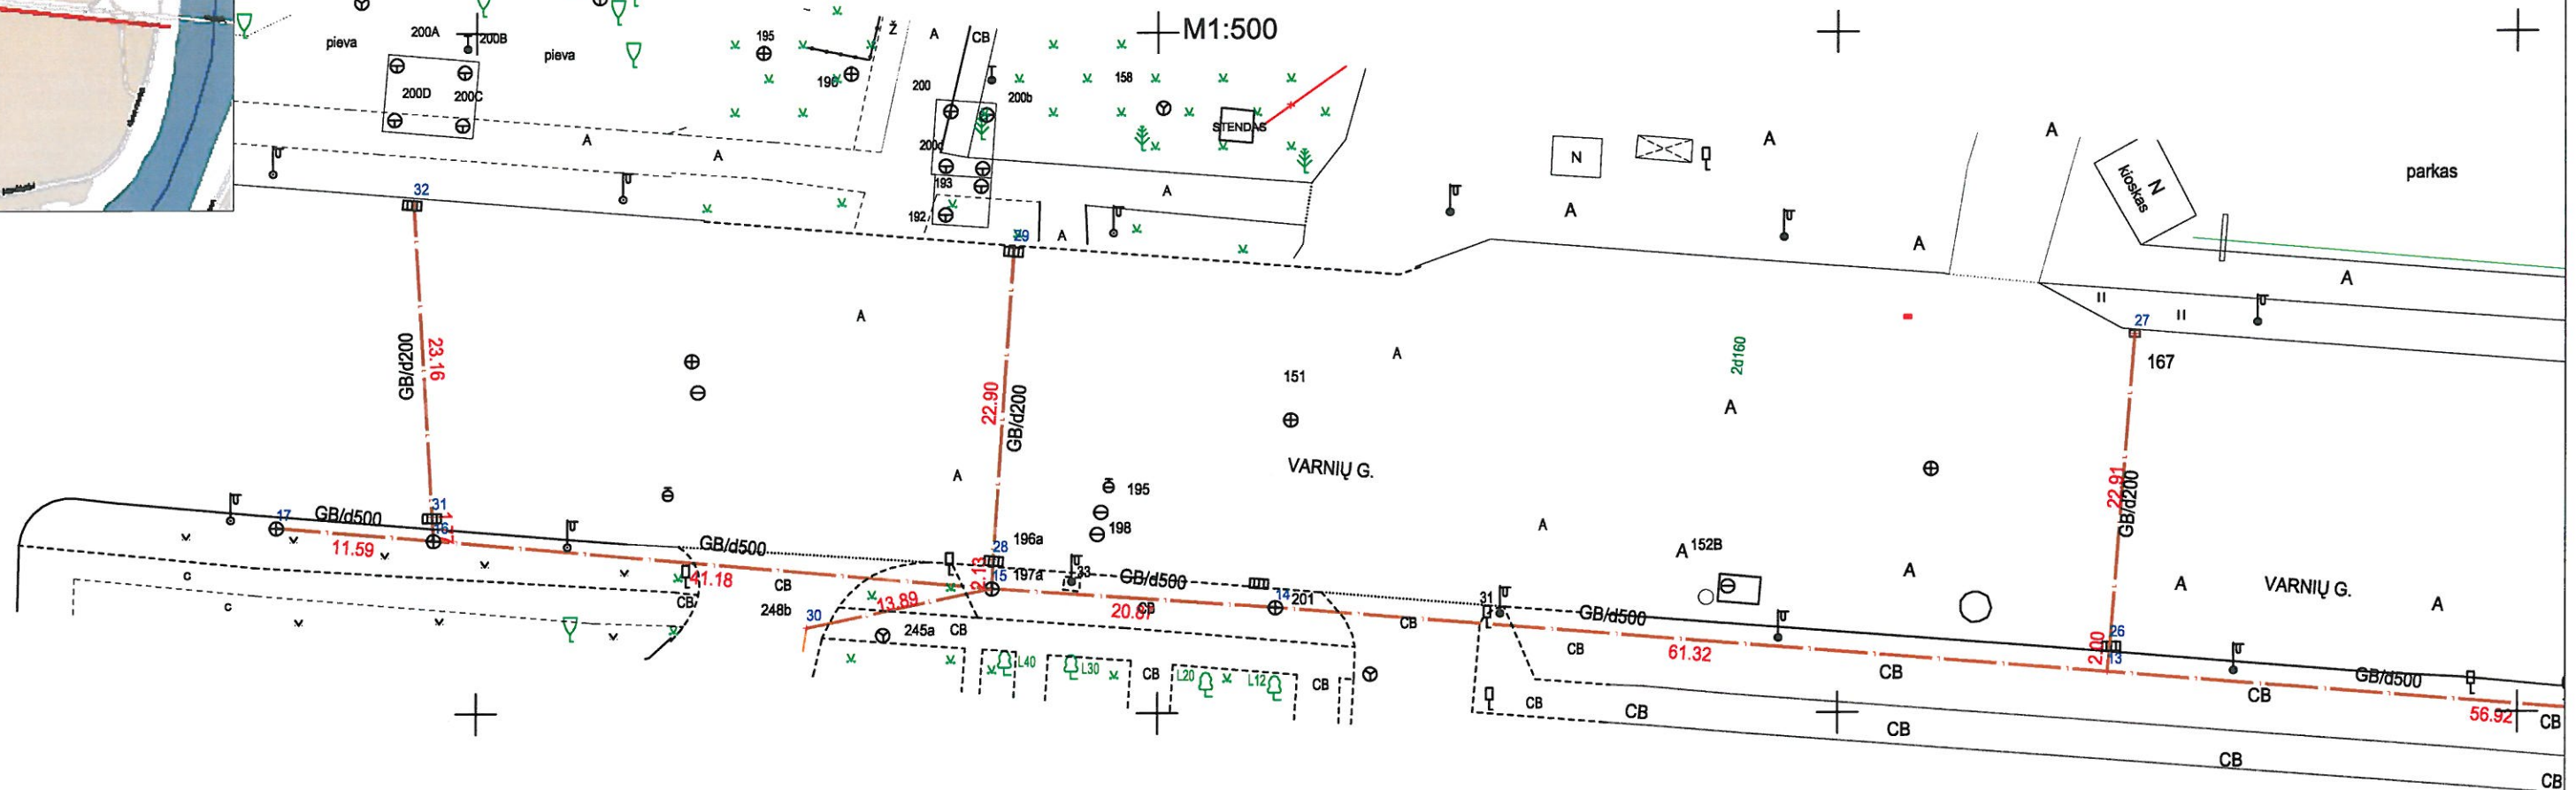 M1:500
pieva
200A
200B
pieva
195
Ž
A
CB
196
200D
200C
200
200b
158
STENDAS
A
A
200c
193
192
A
A
N
A
A
A
A
parkas
N
kioskas
A
II
II
32
29
27
167
GB/d200
23.16
A
22.90
GB/d200
A
151
2d160
A
22.91
GB/d200
VARNIŲ G.
A
195
198
A
17
GB/d500
11.59
31
16
GB/d500
41.18
CB
CB
c
c
196a
28
2.13
15
197a
33
GB/d500
20.87
CB
14
201
13.89
30
248b
245a
CB
L40
L30
CB
L20
L12
CB
CB
31
GB/d500
A
152B
A
CB
61.32
CB
CB
CB
CB
2.00
26
13
A
VARNIŲ G.
A
GB/d500
CB
56.92
CB
CB
CB